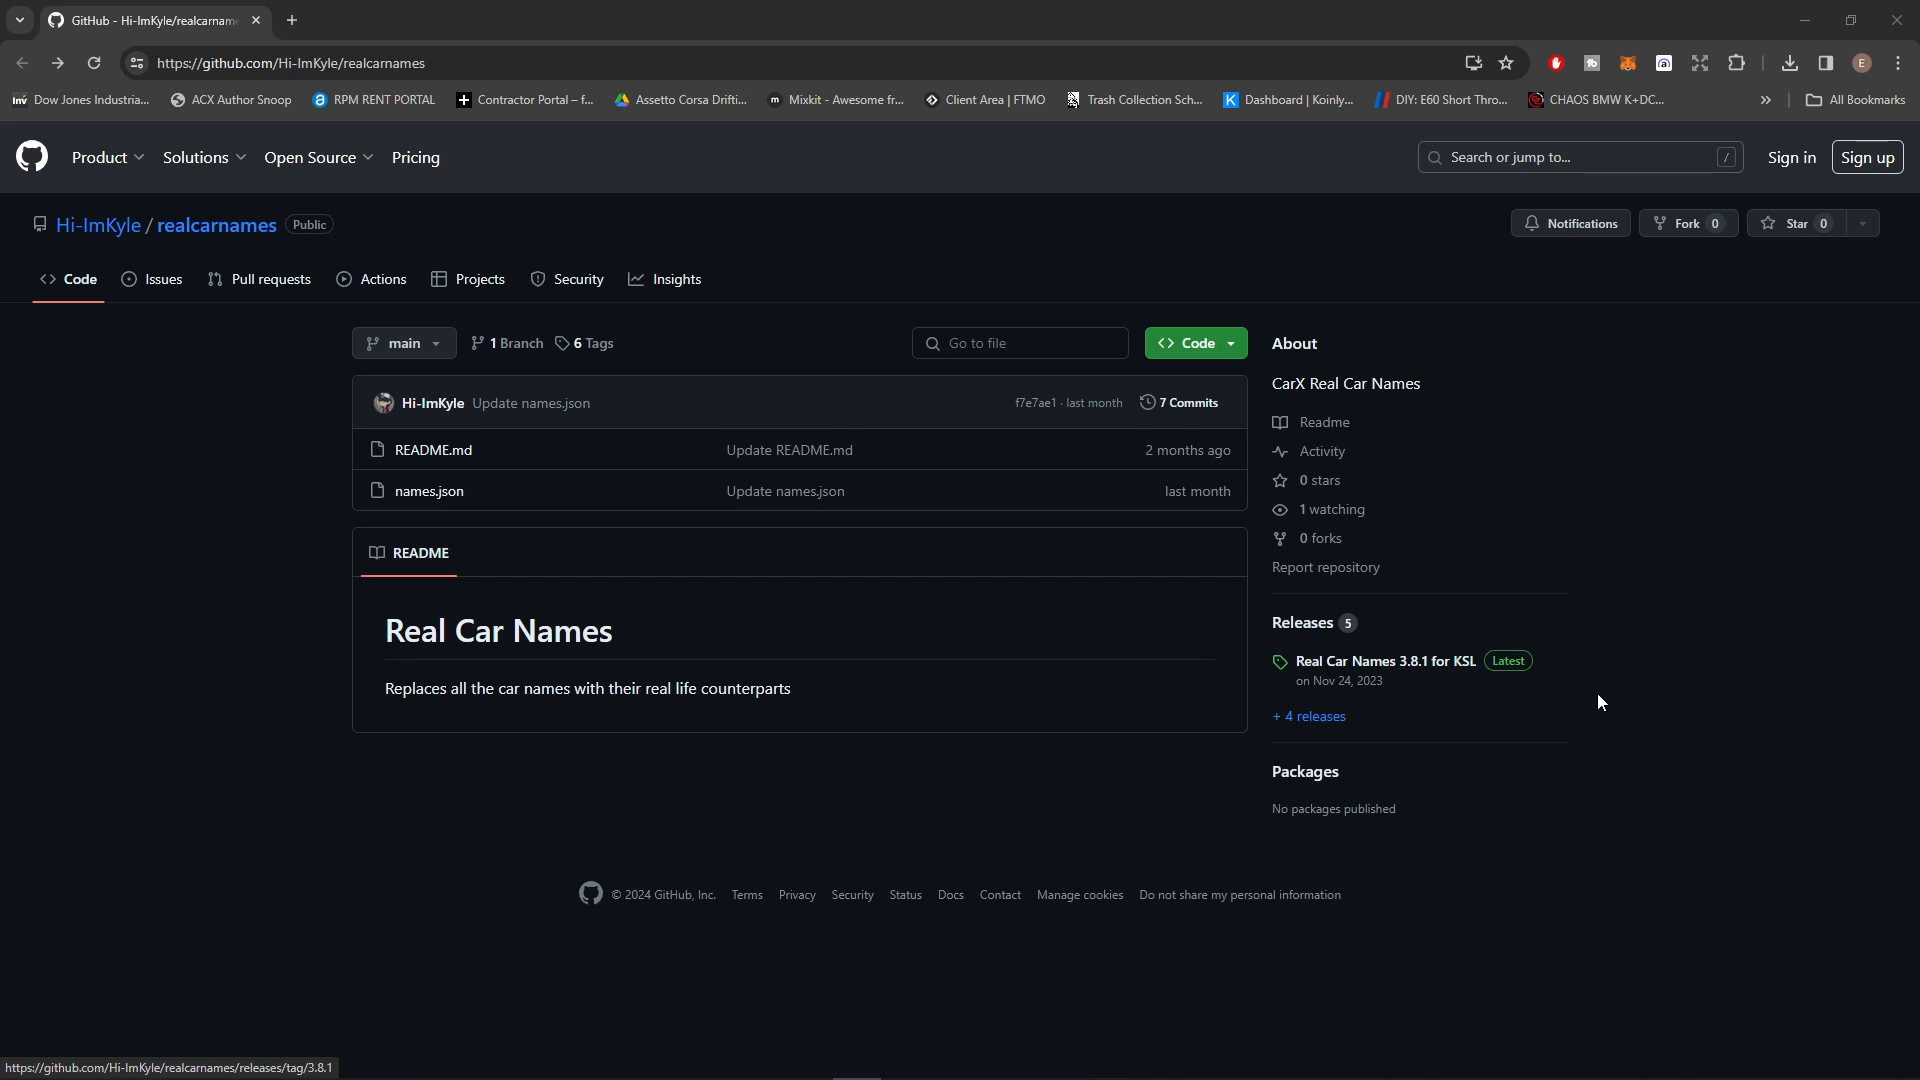 GitHub - Hi-ImKyle/realcarname
https://github.com/Hi-ImKyle/realcarnames
E
Inv Dow Jones Industria...
ACX Author Snoop
RPM RENT PORTAL
Contractor Portal – f...
Assetto Corsa Drifti...
m Mixkit - Awesome fr...
Client Area | FTMO
Trash Collection Sch...
K Dashboard | Koinly...
DIY: E60 Short Thro...
CHAOS BMW K+DC...
»
All Bookmarks
Product
Solutions
Open Source
Pricing
Search or jump to...
/
Sign in
Sign up
Hi-ImKyle / realcarnames Public
Notifications
Fork 0
Star 0
Code
Issues
Pull requests
Actions
Projects
Security
Insights
main
1 Branch
6 Tags
Go to file
Code
Hi-ImKyle Update names.json
f7e7ae1 · last month
7 Commits
README.md
Update README.md
2 months ago
names.json
Update names.json
last month
README
Real Car Names
Replaces all the car names with their real life counterparts
About
CarX Real Car Names
Readme
Activity
0 stars
1 watching
0 forks
Report repository
Releases 5
Real Car Names 3.8.1 for KSL Latest
on Nov 24, 2023
+ 4 releases
Packages
No packages published
© 2024 GitHub, Inc.
Terms
Privacy
Security
Status
Docs
Contact
Manage cookies
Do not share my personal information
https://github.com/Hi-ImKyle/realcarnames/releases/tag/3.8.1